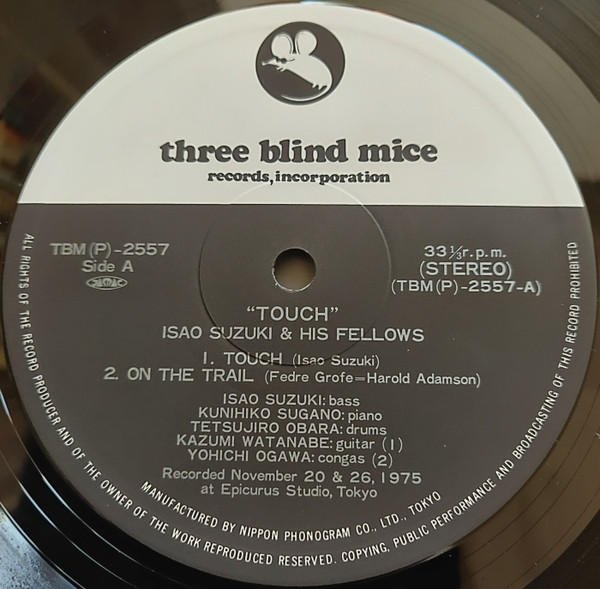 three blind mice
records, incorporation
TBM(P)-2557
Side A
33 1/3 r.p.m.
(STEREO)
(TBM(P)-2557-A)
"TOUCH"
ISAO SUZUKI & HIS FELLOWS
1. TOUCH (Isao Suzuki)
2. ON THE TRAIL (Fedre Grofe=Harold Adamson)
ISAO SUZUKI: bass
KUNIHIKO SUGANO: piano
TETSUJIRO OBARA: drums
KAZUMI WATANABE: guitar (1)
YOHICHI OGAWA: congas (2)
Recorded November 20 & 26, 1975
at Epicurus Studio, Tokyo
MANUFACTURED BY NIPPON PHONOGRAM CO., LTD., TOKYO
ALL RIGHTS OF THE RECORD PRODUCER AND OF THE OWNER OF THE WORK REPRODUCED RESERVED. COPYING, PUBLIC PERFORMANCE AND BROADCASTING OF THIS RECORD PROHIBITED